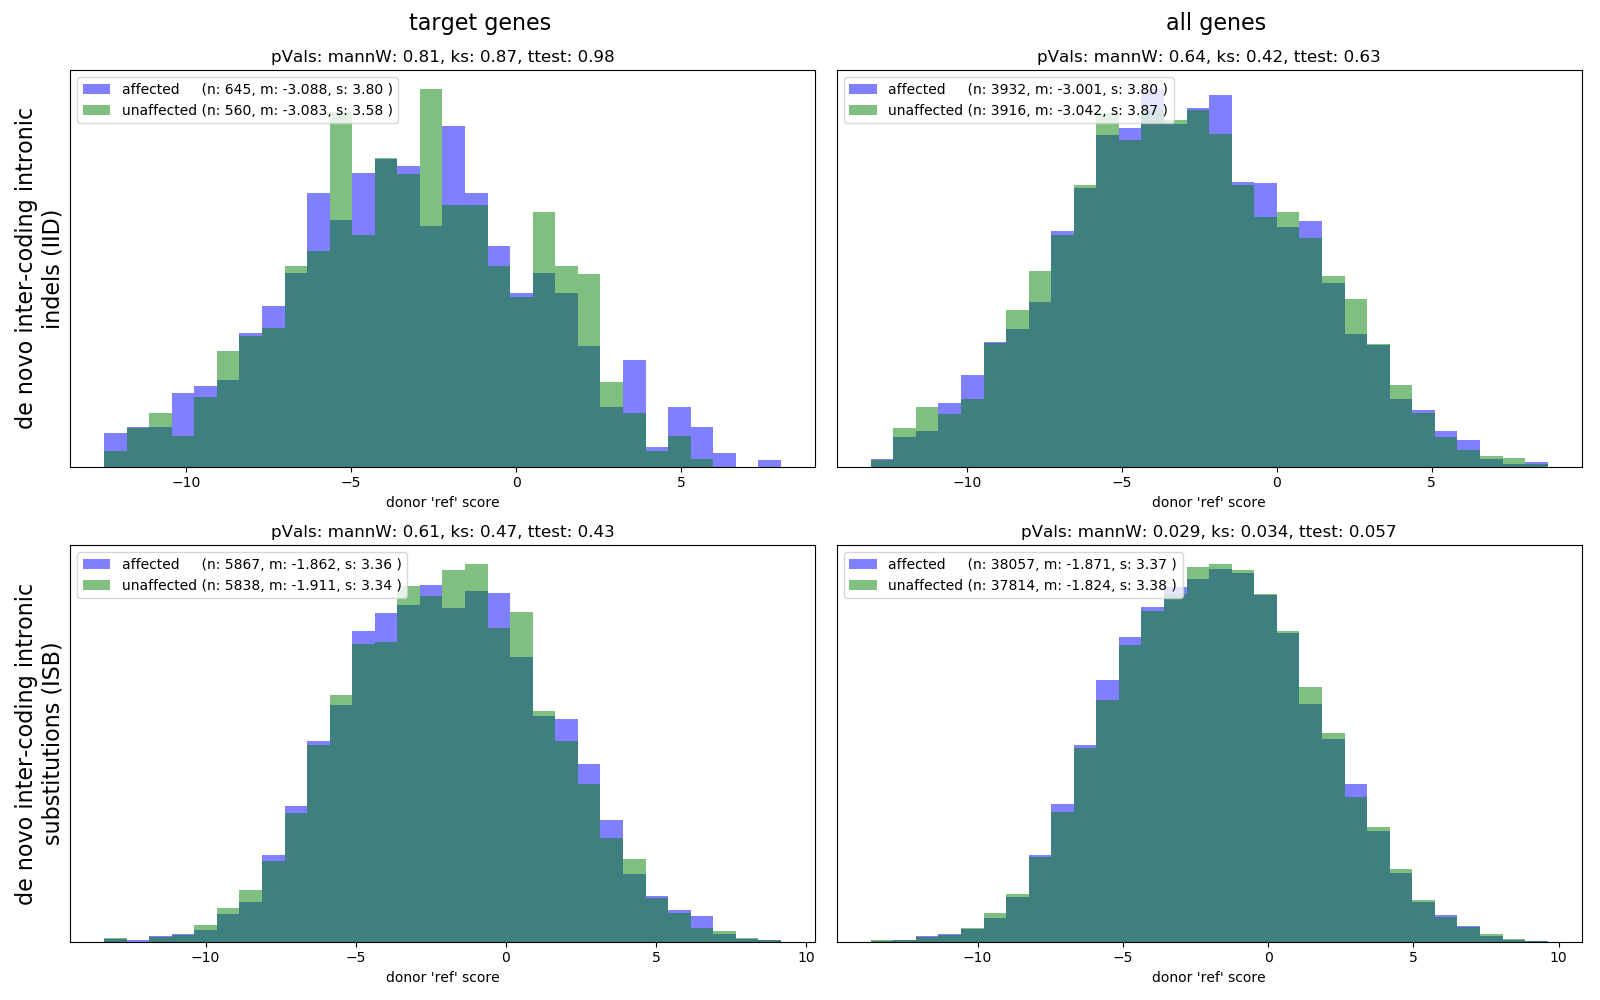 target genes
all genes
pVals: mannW: 0.81, ks: 0.87, ttest: 0.98
pVals: mannW: 0.64, ks: 0.42, ttest: 0.63
de novo inter-coding intronic
indels (IID)
affected (n: 645, m: -3.088, s: 3.80 )
unaffected (n: 560, m: -3.083, s: 3.58 )
affected (n: 3932, m: -3.001, s: 3.80 )
unaffected (n: 3916, m: -3.042, s: 3.87 )
−10 −5 0 5
donor 'ref' score
−10 −5 0 5
donor 'ref' score
pVals: mannW: 0.61, ks: 0.47, ttest: 0.43
pVals: mannW: 0.029, ks: 0.034, ttest: 0.057
de novo inter-coding intronic
substitutions (ISB)
affected (n: 5867, m: -1.862, s: 3.36 )
unaffected (n: 5838, m: -1.911, s: 3.34 )
affected (n: 38057, m: -1.871, s: 3.37 )
unaffected (n: 37814, m: -1.824, s: 3.38 )
−10 −5 0 5 10
donor 'ref' score
−10 −5 0 5 10
donor 'ref' score